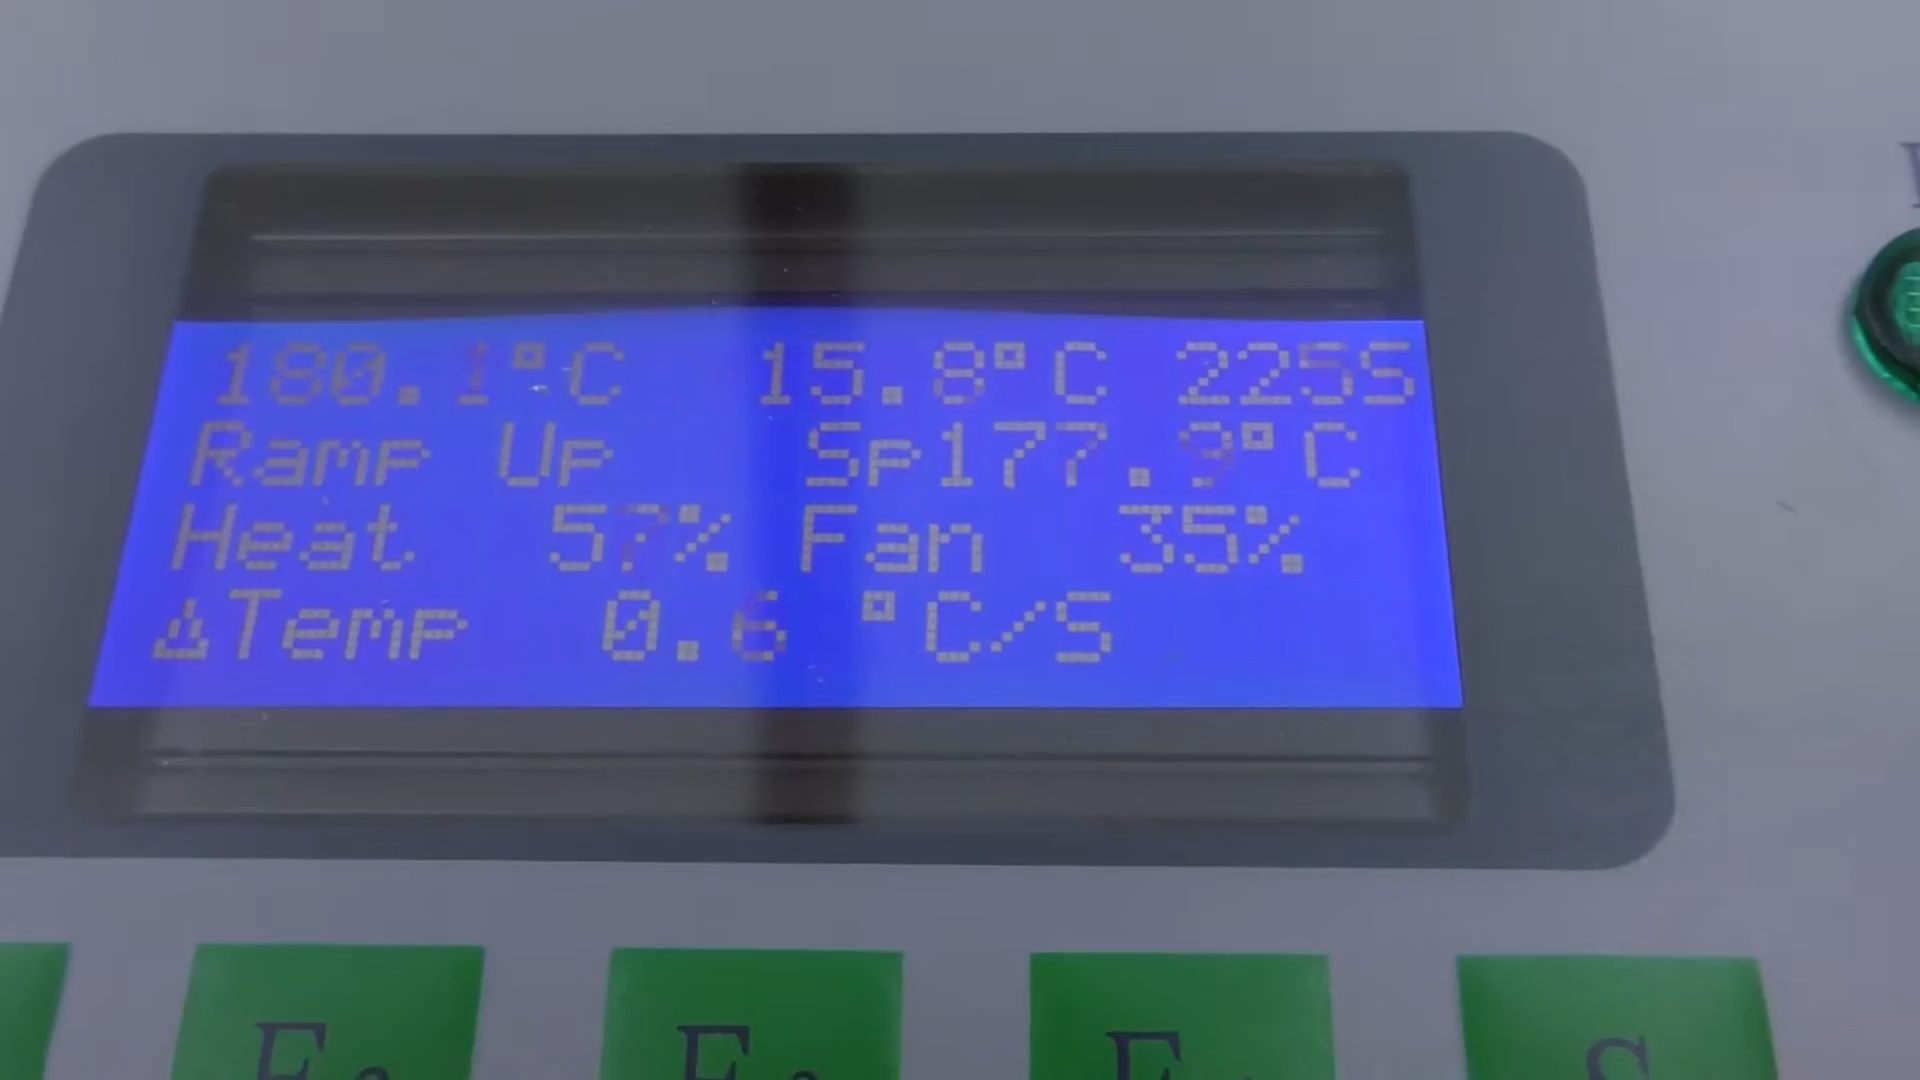 180.1°C 15.8°C 225S
Ramp Up Sp177.9°C
Heat 57% Fan 35%
ΔTemp 0.6 °C/S